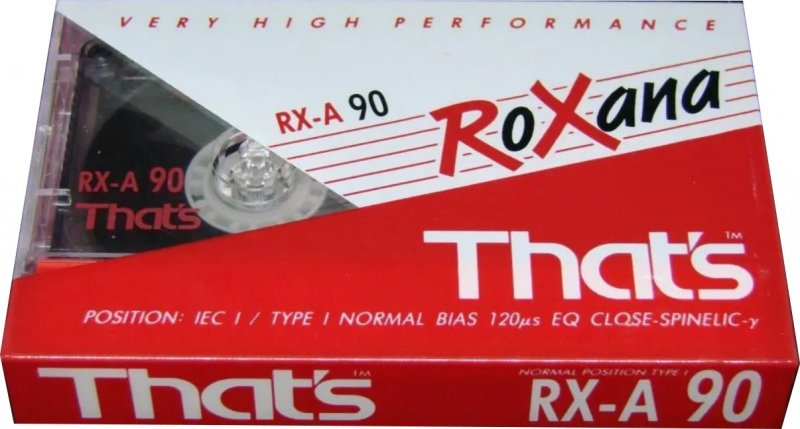 VERY HIGH PERFORMANCE
RX-A 90
RoXana
RX-A 90
That's
That's™
POSITION: IEC I / TYPE I NORMAL BIAS 120μs EQ CLOSE-SPINELIC-γ
That's™
NORMAL POSITION TYPE I
RX-A 90